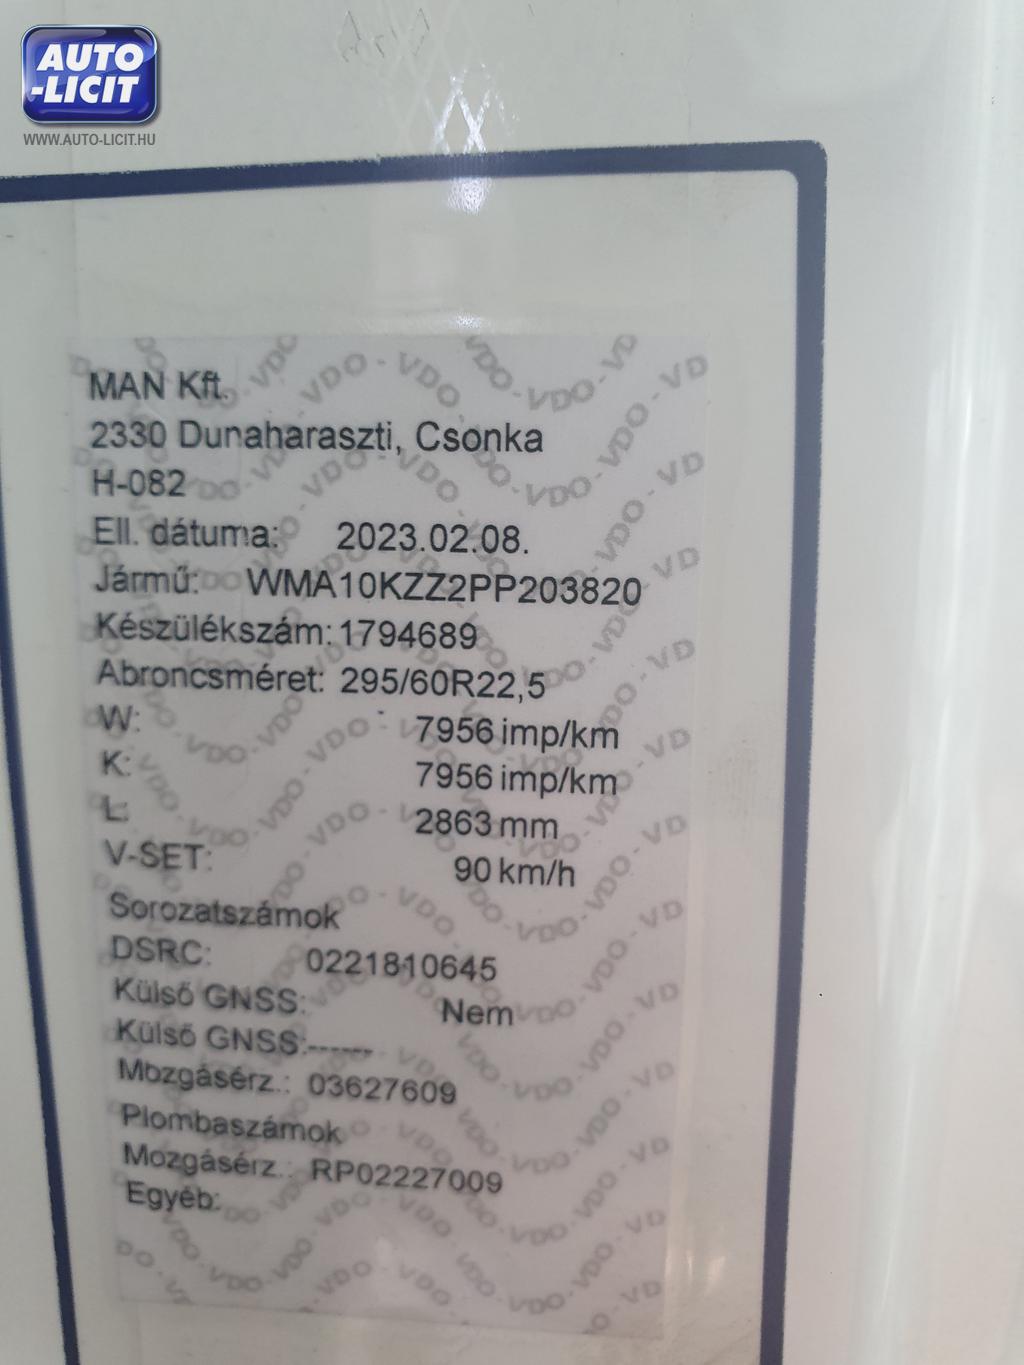 AUTO
-LICIT
WWW.AUTO-LICIT.HU
MAN Kft.
2330 Dunaharaszti, Csonka
H-082
Ell. dátuma: 2023.02.08.
Jármű: WMA10KZZ2PP203820
Készülékszám: 1794689
Abroncsméret: 295/60R22,5
W: 7956 imp/km
K: 7956 imp/km
L: 2863 mm
V-SET: 90 km/h
Sorozatszámok
DSRC: 0221810645
Külső GNSS: Nem
Külső GNSS:------
Mozgásérz.: 03627609
Plombaszámok
Mozgásérz.: RP02227009
Egyéb: